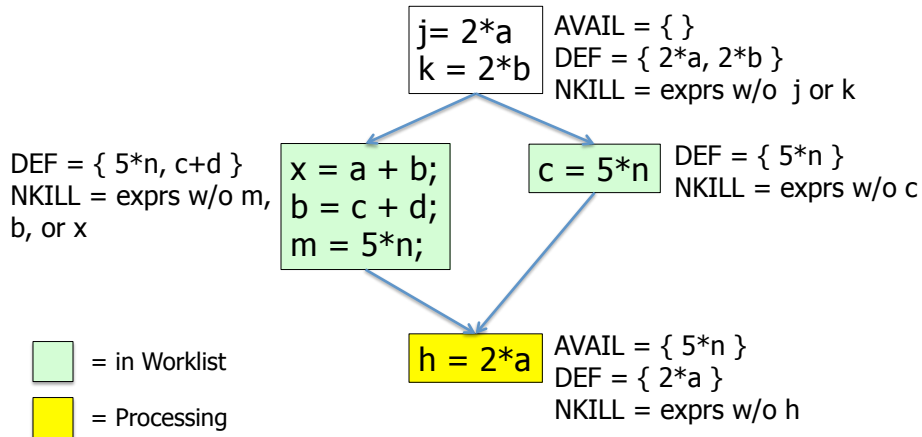 j= 2*a
k = 2*b
AVAIL = { }
DEF = { 2*a, 2*b }
NKILL = exprs w/o  j or k
DEF = { 5*n, c+d }
NKILL = exprs w/o m,
b, or x
x = a + b;
b = c + d;
m = 5*n;
c = 5*n
DEF = { 5*n }
NKILL = exprs w/o c
= in Worklist
= Processing
h = 2*a
AVAIL = { 5*n }
DEF = { 2*a }
NKILL = exprs w/o h